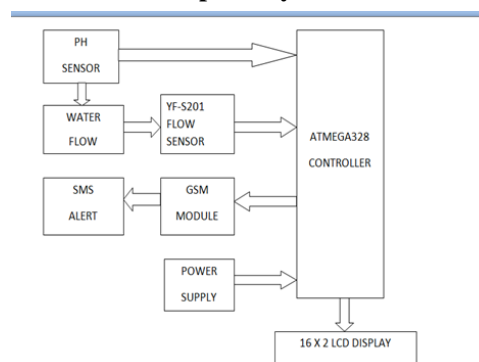 PH
SENSOR
WATER
FLOW
YF-S201
FLOW
SENSOR
ATMEGA328
CONTROLLER
SMS
ALERT
GSM
MODULE
POWER
SUPPLY
16 X 2 LCD DISPLAY